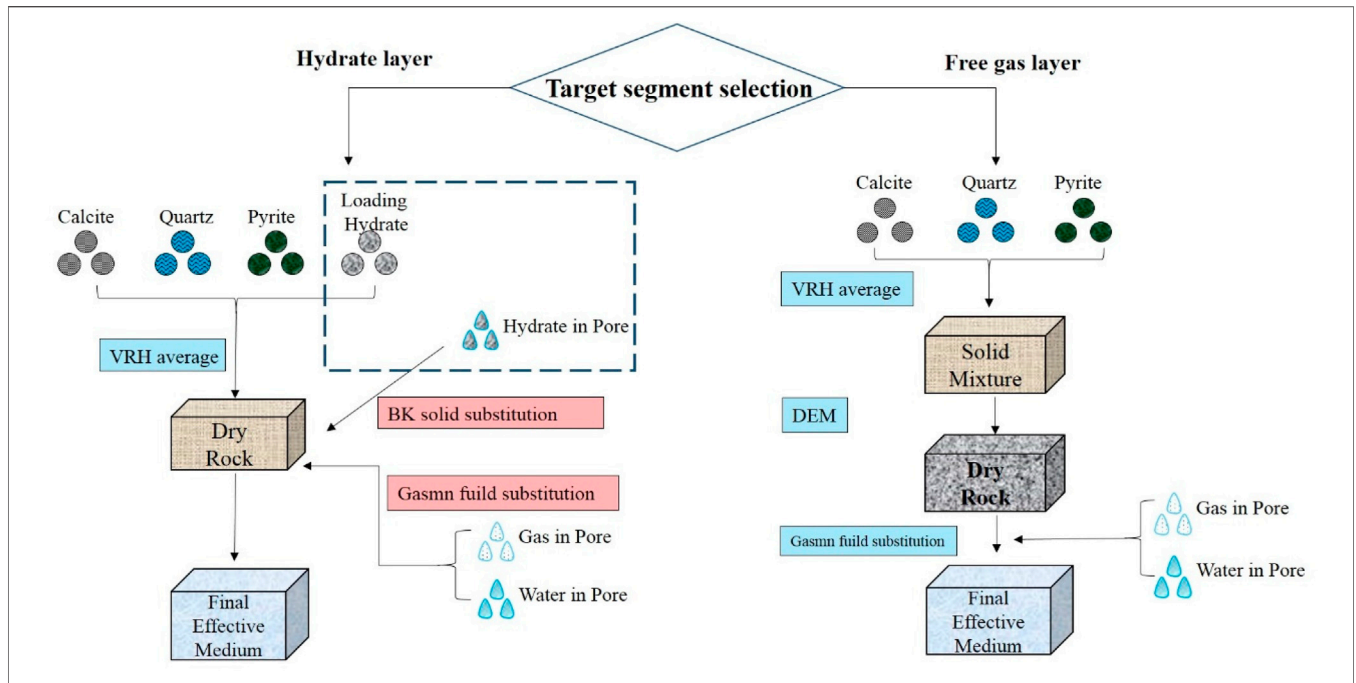 Hydrate layer
Target segment selection
Free gas layer
Calcite
Quartz
Pyrite
Loading
Hydrate
Hydrate in Pore
VRH average
BK solid substitution
Dry
Rock
Gasmn fuild substitution
Gas in Pore
Water in Pore
Final
Effective
Medium
Calcite
Quartz
Pyrite
VRH average
Solid
Mixture
DEM
Dry
Rock
Gasmn fuild substitution
Gas in Pore
Water in Pore
Final
Effective
Medium